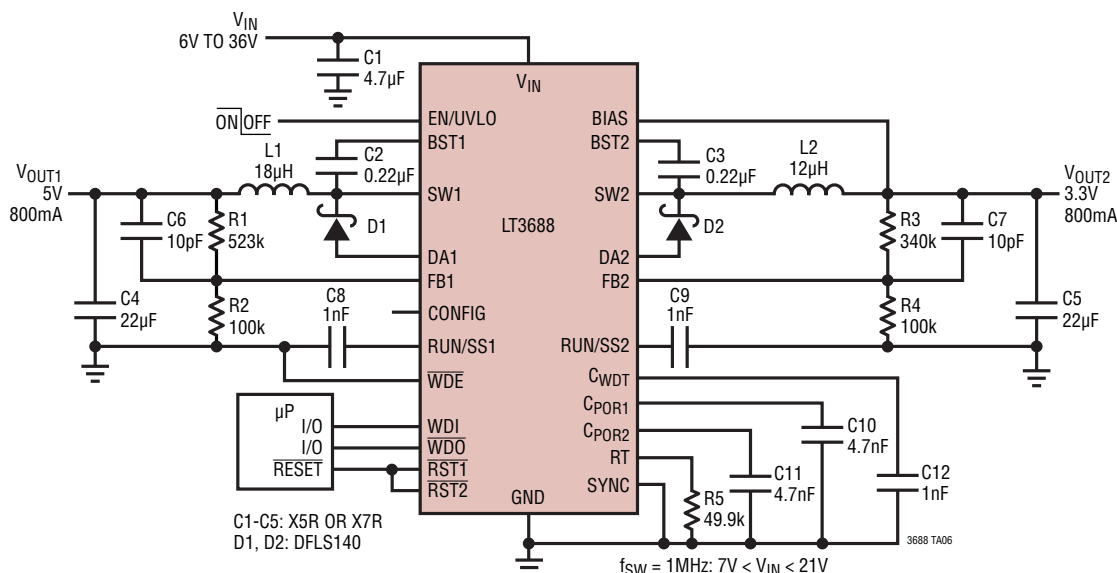 VIN
6V TO 36V
C1
4.7µF
VIN
ON OFF
EN/UVLO
BIAS
BST1
BST2
L1
18µH
C2
0.22µF
C3
0.22µF
L2
12µH
VOUT1
5V
800mA
SW1
SW2
VOUT2
3.3V
800mA
C6
10pF
R1
523k
D1
LT3688
D2
R3
340k
C7
10pF
DA1
DA2
FB1
FB2
C4
22µF
R2
100k
C8
1nF
CONFIG
C9
1nF
R4
100k
C5
22µF
RUN/SS1
RUN/SS2
WDE
CWDT
µP
I/O
I/O
RESET
WDI
WDO
RST1
RST2
CPOR1
CPOR2
RT
SYNC
GND
C10
4.7nF
C11
4.7nF
C12
1nF
R5
49.9k
C1-C5: X5R OR X7R
D1, D2: DFLS140
3688 TA06
fSW = 1MHz: 7V < VIN < 21V